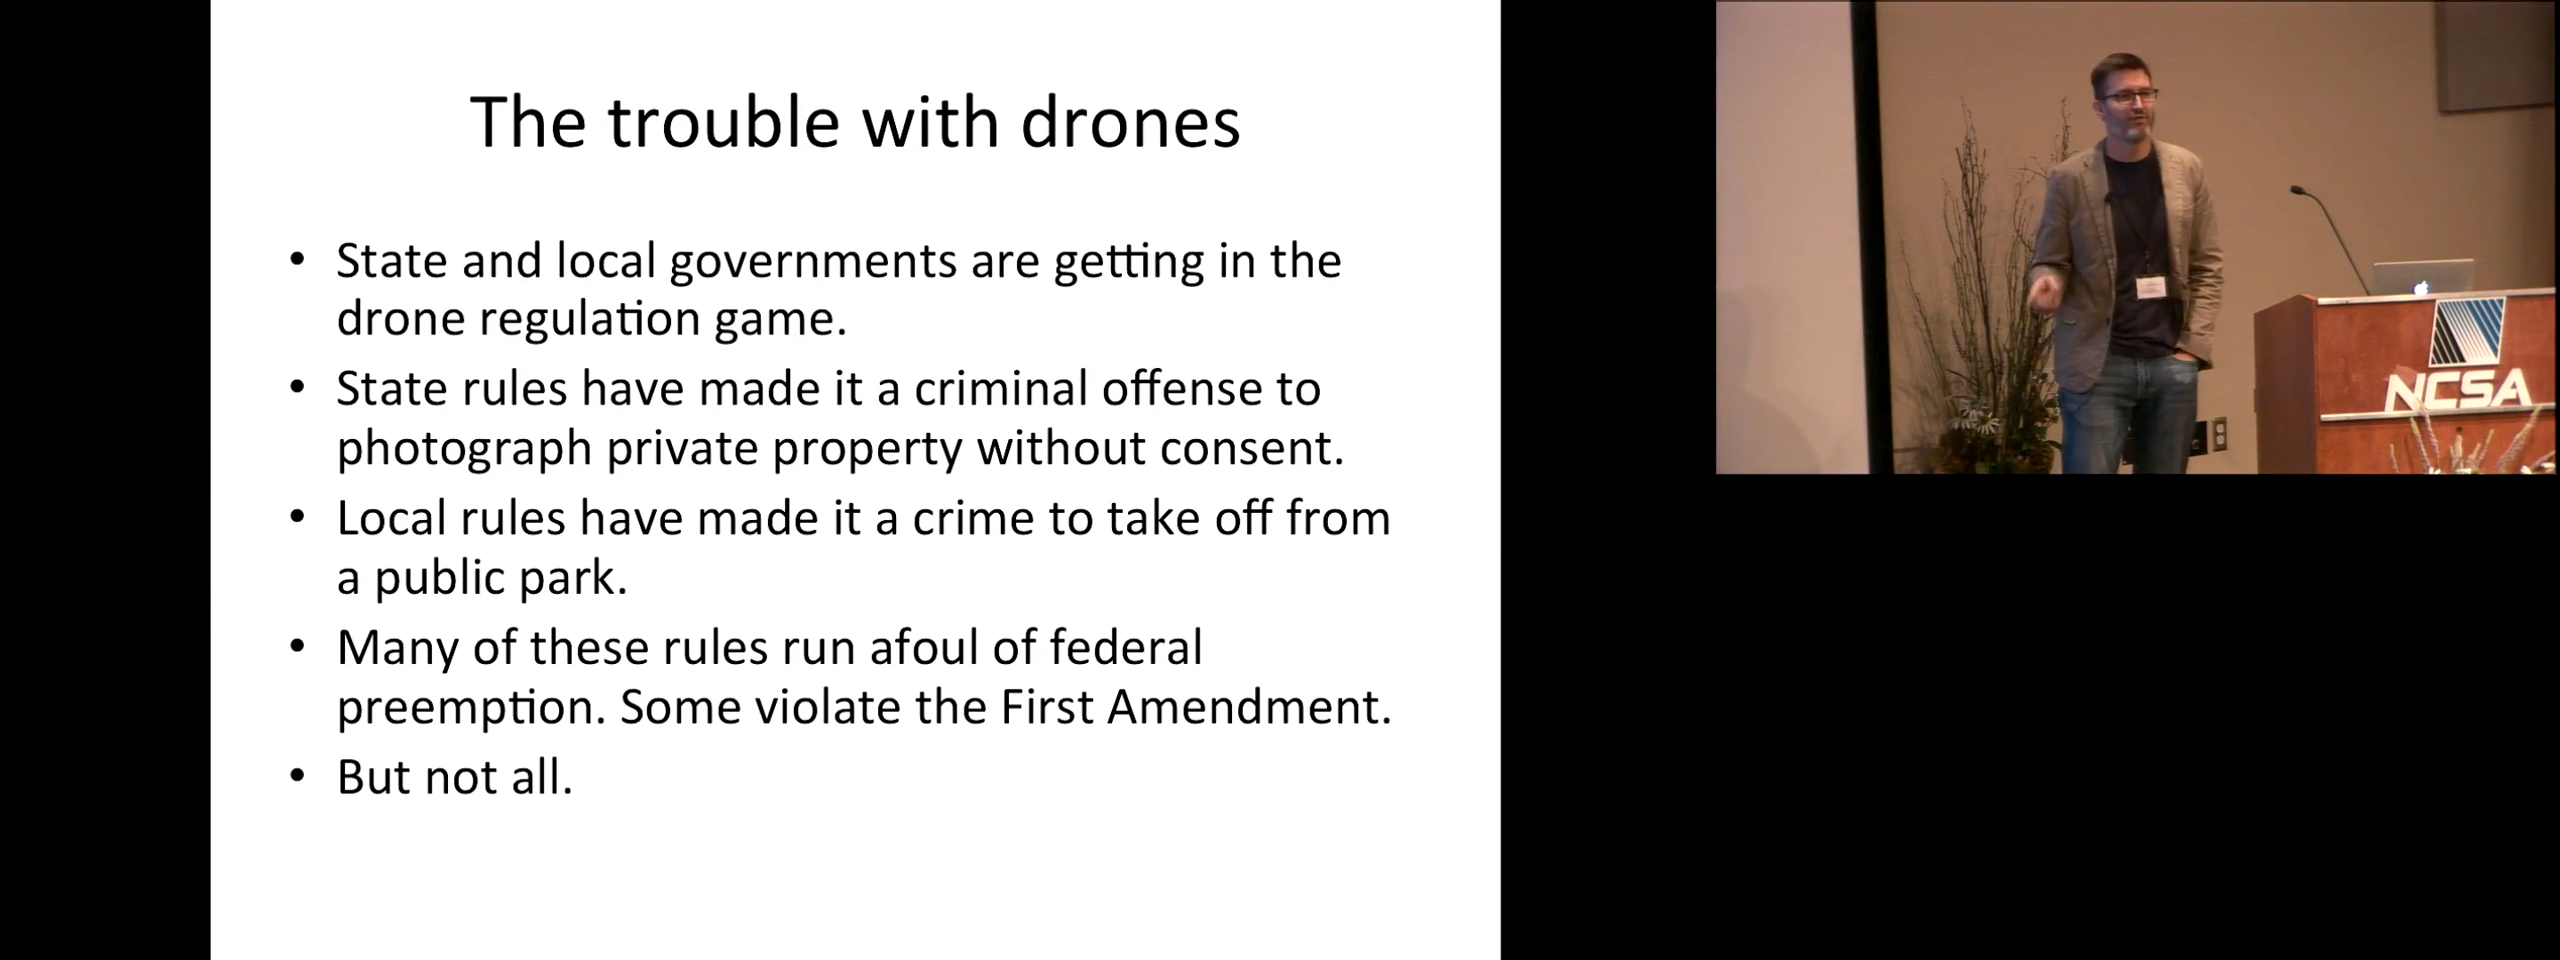 The trouble with drones
• State and local governments are getting in the
drone regulation game.
• State rules have made it a criminal offense to
photograph private property without consent.
• Local rules have made it a crime to take off from
a public park.
• Many of these rules run afoul of federal
preemption. Some violate the First Amendment.
• But not all.
NCSA